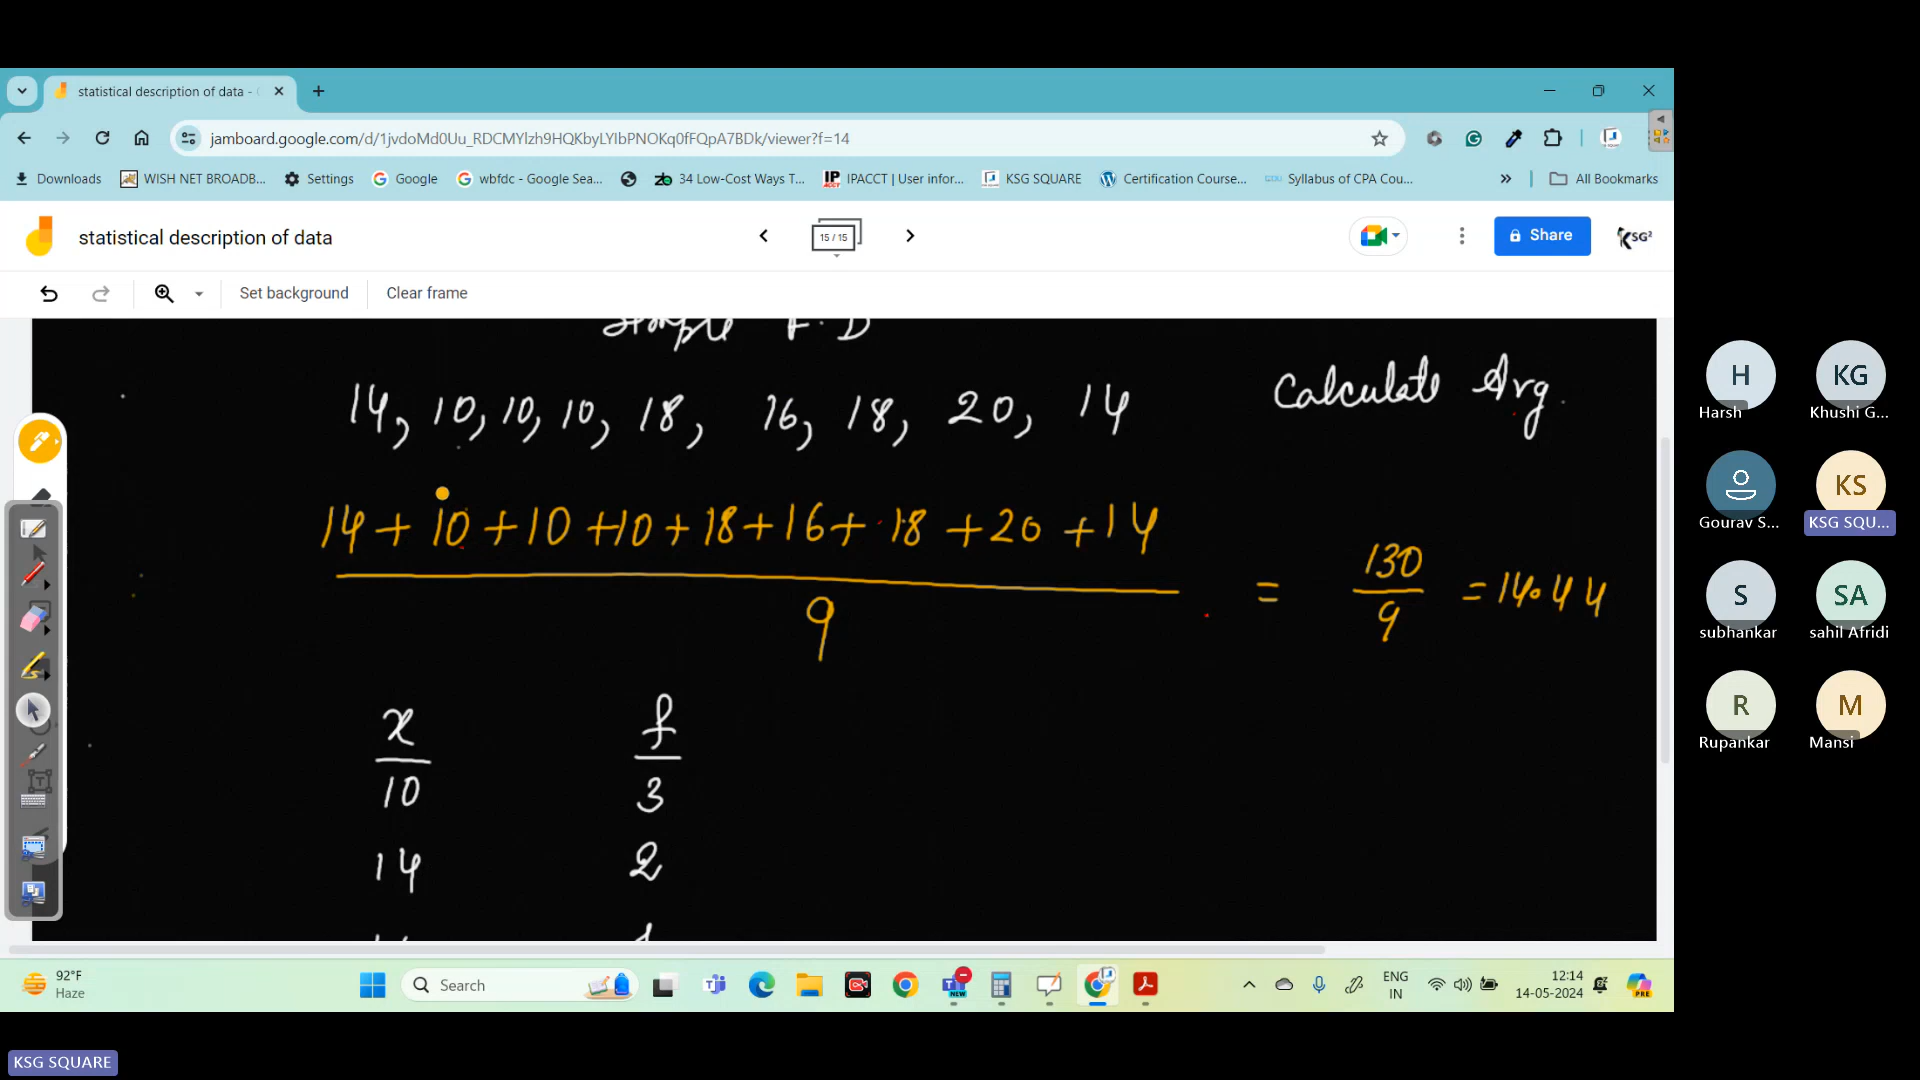 statistical description of data -
jamboard.google.com/d/1jvdoMd0Uu_RDCMYlzh9HQKbyLYlbPNOKq0fFQpA7BDk/viewer?f=14
Downloads WISH NET BROADB... Settings Google wbfdc - Google Sea... 34 Low-Cost Ways T... IPACCT | User infor... KSG SQUARE Certification Course... Syllabus of CPA Cou... » All Bookmarks
statistical description of data 15 / 15 Share KSG²
Set background Clear frame
Simple F.D
14, 10, 10, 10, 18, 16, 18, 20, 14 Calculate Avg.
14 + 10 + 10 + 10 + 18 + 16 + 18 + 20 + 14
9
= 130/9 = 14.44
x f
10 3
14 2
H KG
Harsh Khushi G...
KS
Gourav S... KSG SQU...
S SA
subhankar sahil Afridi
R M
Rupankar Mansi
92°F
Haze
Search
ENG
IN
12:14
14-05-2024
KSG SQUARE